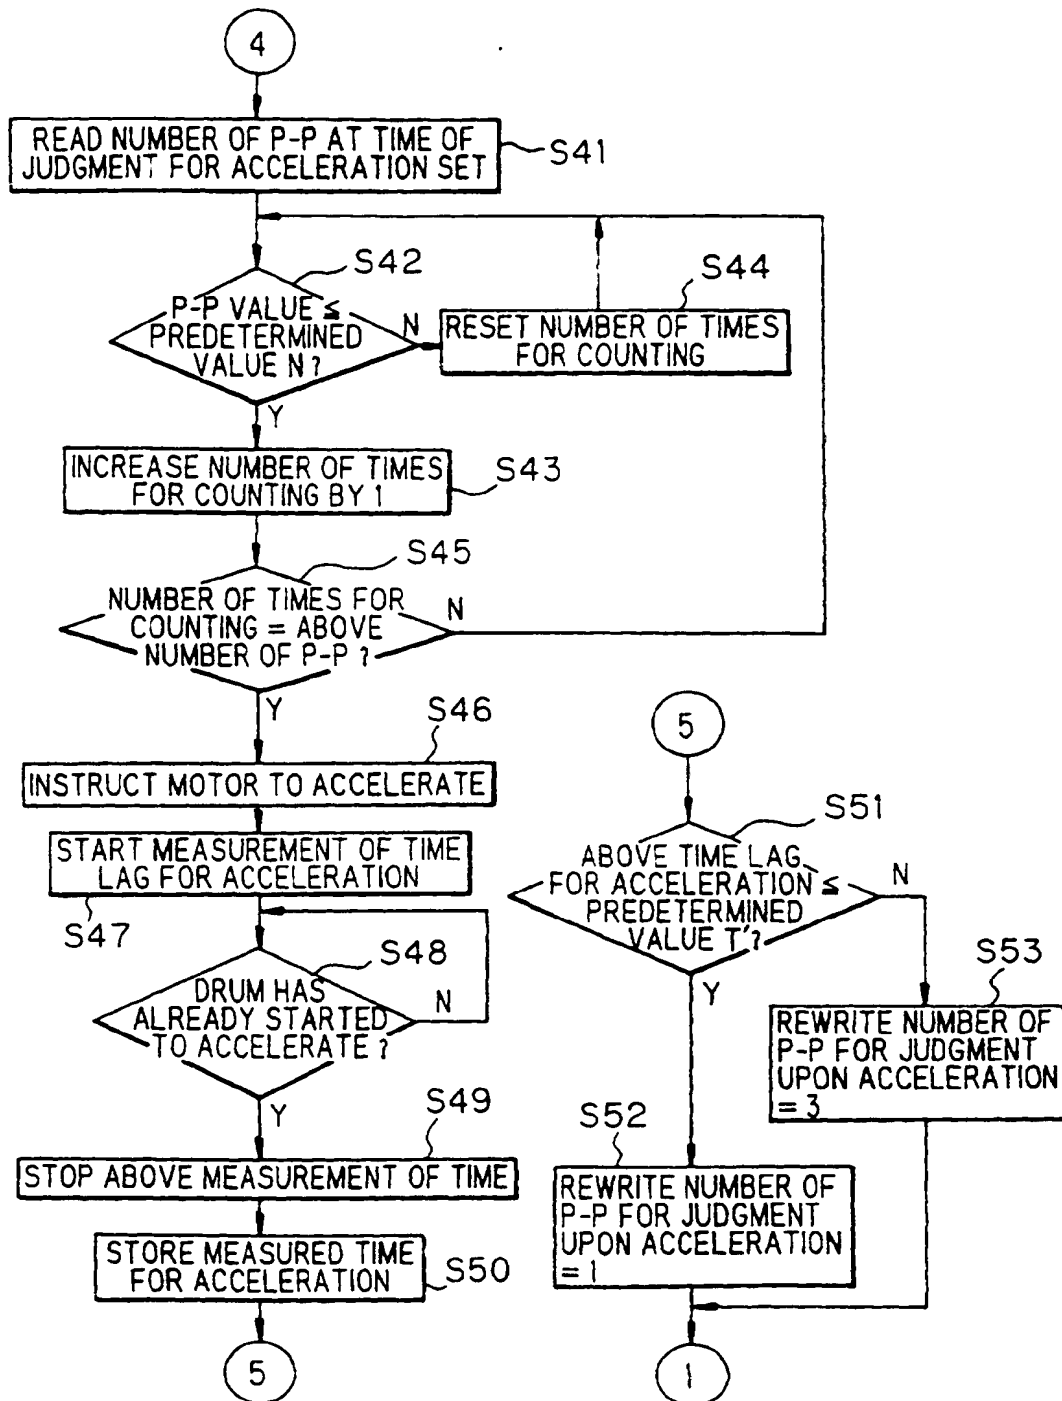 4
READ NUMBER OF P-P AT TIME OF
JUDGMENT FOR ACCELERATION SET
S41
S42
P-P VALUE ≦
PREDETERMINED
VALUE N?
N
Y
S44
RESET NUMBER OF TIMES
FOR COUNTING
INCREASE NUMBER OF TIMES
FOR COUNTING BY 1
S43
S45
NUMBER OF TIMES FOR
COUNTING = ABOVE
NUMBER OF P-P ?
N
Y
S46
INSTRUCT MOTOR TO ACCELERATE
START MEASUREMENT OF TIME
LAG FOR ACCELERATION
S47
S48
DRUM HAS
ALREADY STARTED
TO ACCELERATE ?
N
Y
S49
STOP ABOVE MEASUREMENT OF TIME
STORE MEASURED TIME
FOR ACCELERATION
S50
5
5
S51
ABOVE TIME LAG
FOR ACCELERATION ≦
PREDETERMINED
VALUE T'?
N
Y
S53
REWRITE NUMBER OF
P-P FOR JUDGMENT
UPON ACCELERATION
= 3
S52
REWRITE NUMBER OF
P-P FOR JUDGMENT
UPON ACCELERATION
= 1
1